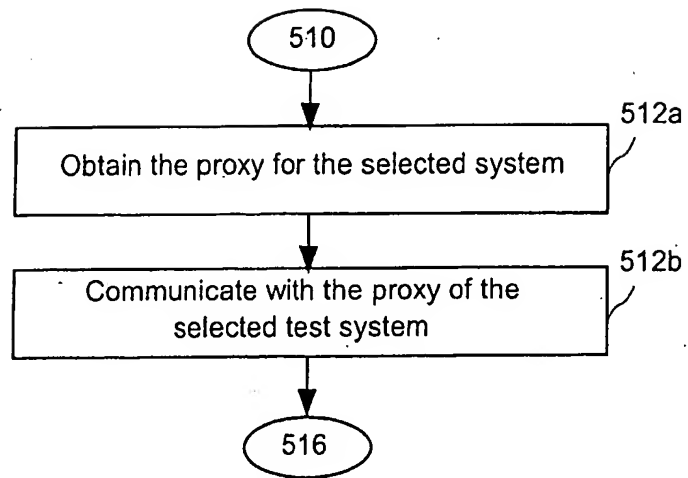 510
512a
Obtain the proxy for the selected system
512b
Communicate with the proxy of the
selected test system
516